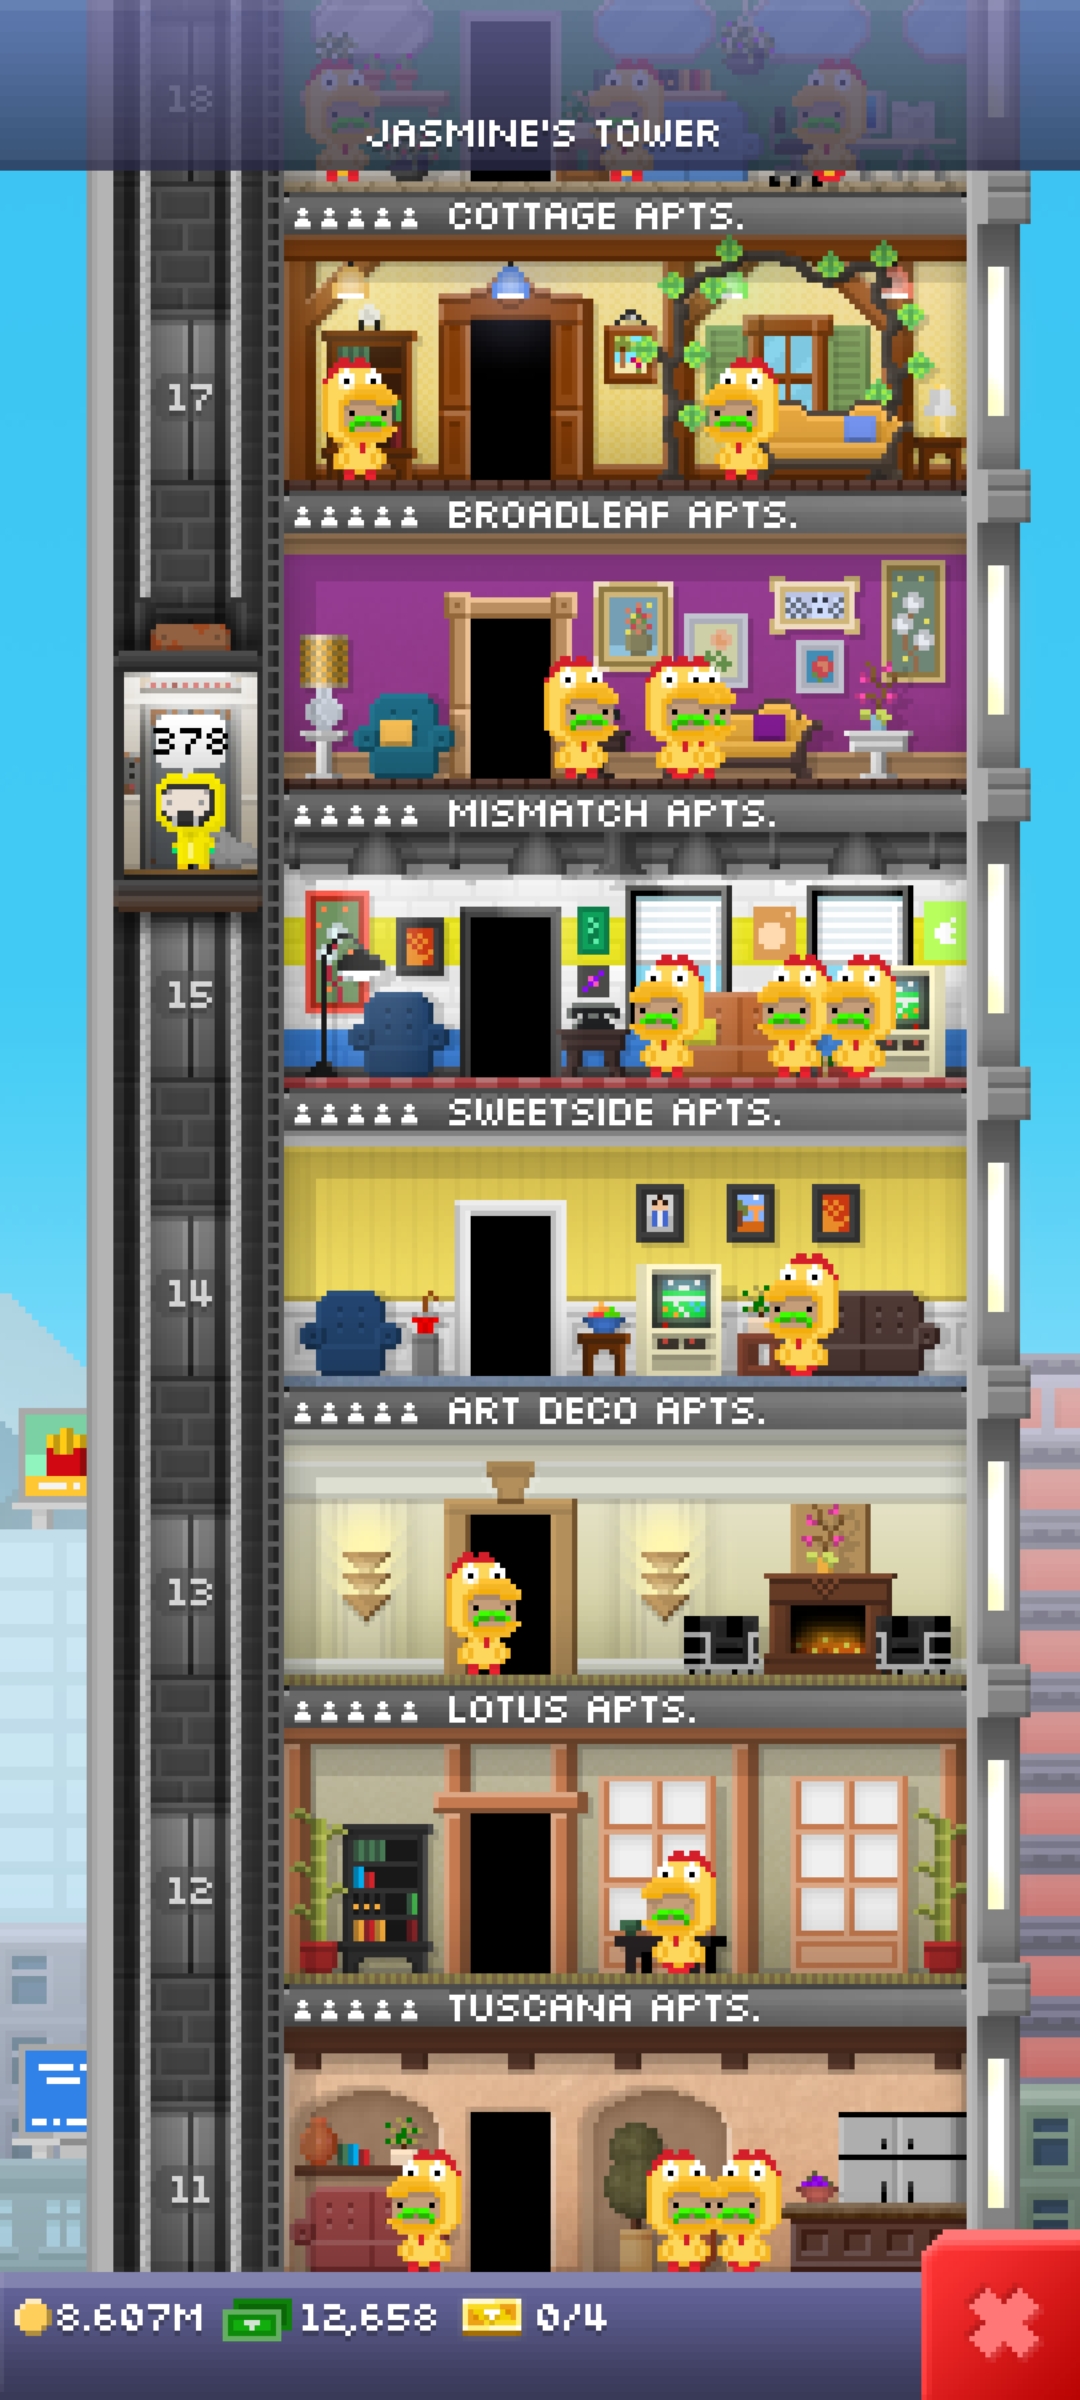 18
JASMINE'S TOWER
COTTAGE APTS.
17
BROADLEAF APTS.
378
MISMATCH APTS.
15
SWEETSIDE APTS.
14
ART DECO APTS.
13
LOTUS APTS.
12
TUSCANA APTS.
11
8.607M 12,658 0/4